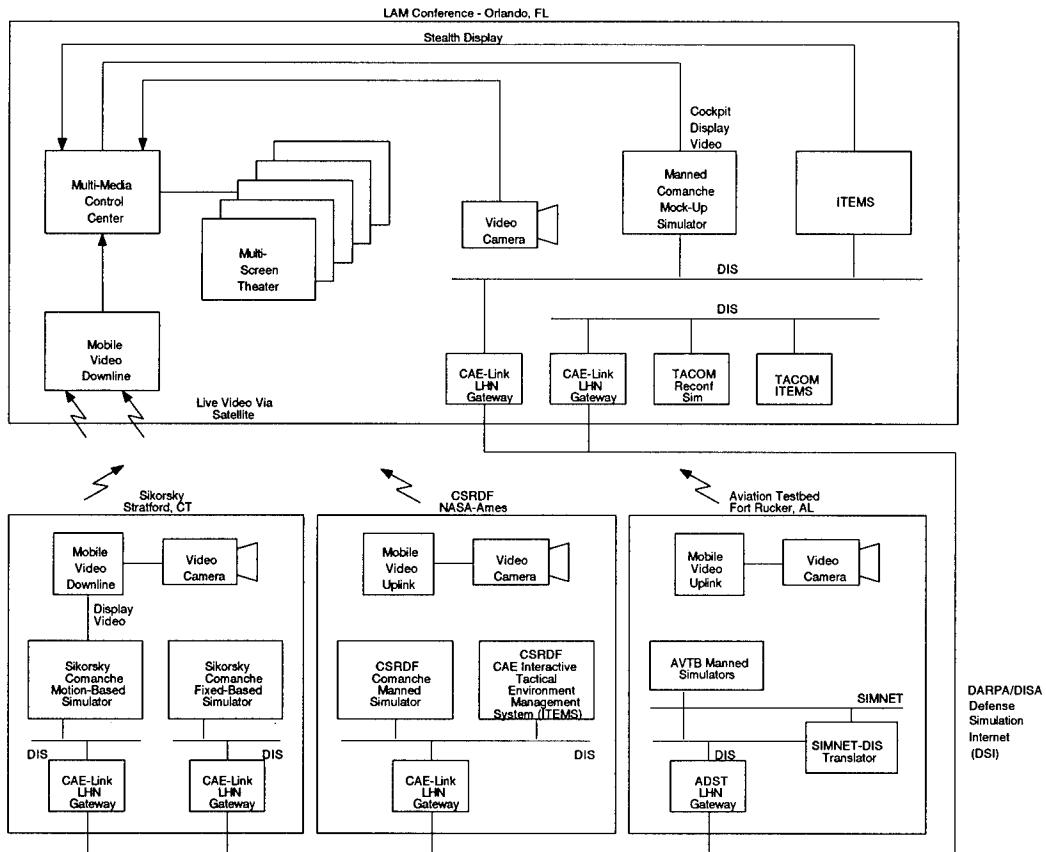 LAM Conference - Orlando, FL
Stealth Display
Cockpit
Display
Video
Multi-Media
Control
Center
Multi-
Screen
Theater
Video
Camera
Manned
Comanche
Mock-Up
Simulator
ITEMS
DIS
DIS
Mobile
Video
Downline
CAE-Link
LHN
Gateway
CAE-Link
LHN
Gateway
TACOM
Reconf
Sim
TACOM
ITEMS
Live Video Via
Satellite
Sikorsky
Stratford, CT
CSRDF
NASA-Ames
Aviation Testbed
Fort Rucker, AL
Mobile
Video
Downline
Video
Camera
Display
Video
Sikorsky
Comanche
Motion-Based
Simulator
Sikorsky
Comanche
Fixed-Based
Simulator
DIS
DIS
CAE-Link
LHN
Gateway
CAE-Link
LHN
Gateway
Mobile
Video
Uplink
Video
Camera
CSRDF
Comanche
Manned
Simulator
CSRDF
CAE Interactive
Tactical
Environment
Management
System (ITEMS)
DIS
CAE-Link
LHN
Gateway
Mobile
Video
Uplink
Video
Camera
AVTB Manned
Simulators
SIMNET
SIMNET-DIS
Translator
DIS
ADST
LHN
Gateway
DARPA/DISA
Defense
Simulation
Internet
(DSI)